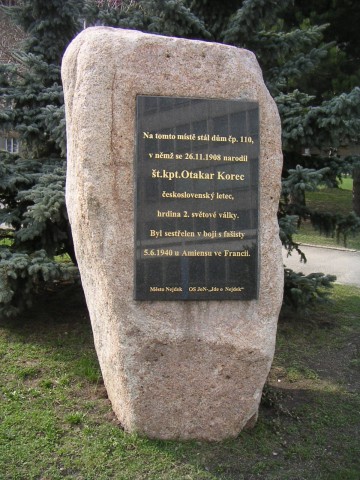 Na tomto místě stál dům čp. 110,
v němž se 26.11.1908 narodil
št.kpt.Otakar Korec
československý letec,
hrdina 2. světové války.
Byl sestřelen v boji s fašisty
5.6.1940 u Amiensu ve Francii.
Město Nejdek OS JoN-„Jde o Nejdek“